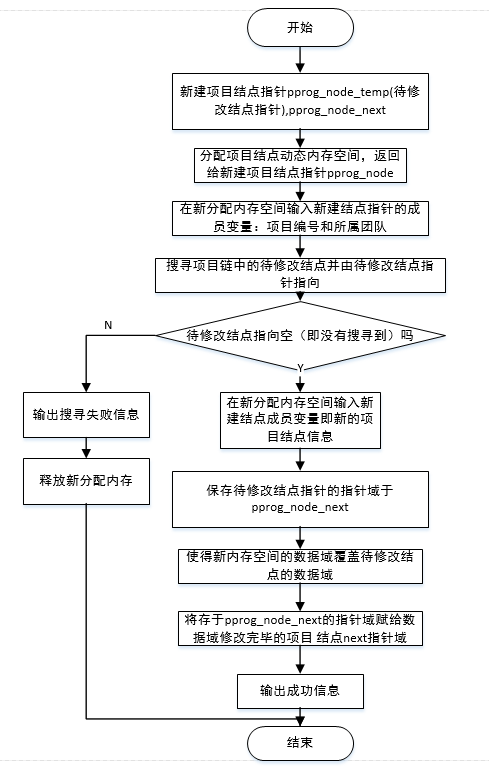 开始
新建项目结点指针pprog_node_temp(待修
改结点指针),pprog_node_next
分配项目结点动态内存空间，返回
给新建项目结点指针pprog_node
在新分配内存空间输入新建结点指针的成
员变量：项目编号和所属团队
搜寻项目链中的待修改结点并由待修改结点指
针指向
待修改结点指向空（即没有搜寻到）吗
N
Y
输出搜寻失败信息
释放新分配内存
在新分配内存空间输入新
建结点成员变量即新的项
目结点信息
保存待修改结点指针的指针域于
pprog_node_next
使得新内存空间的数据域覆盖待修改结
点的数据域
将存于pprog_node_next的指针域赋给数
据域修改完毕的项目 结点next指针域
输出成功信息
结束